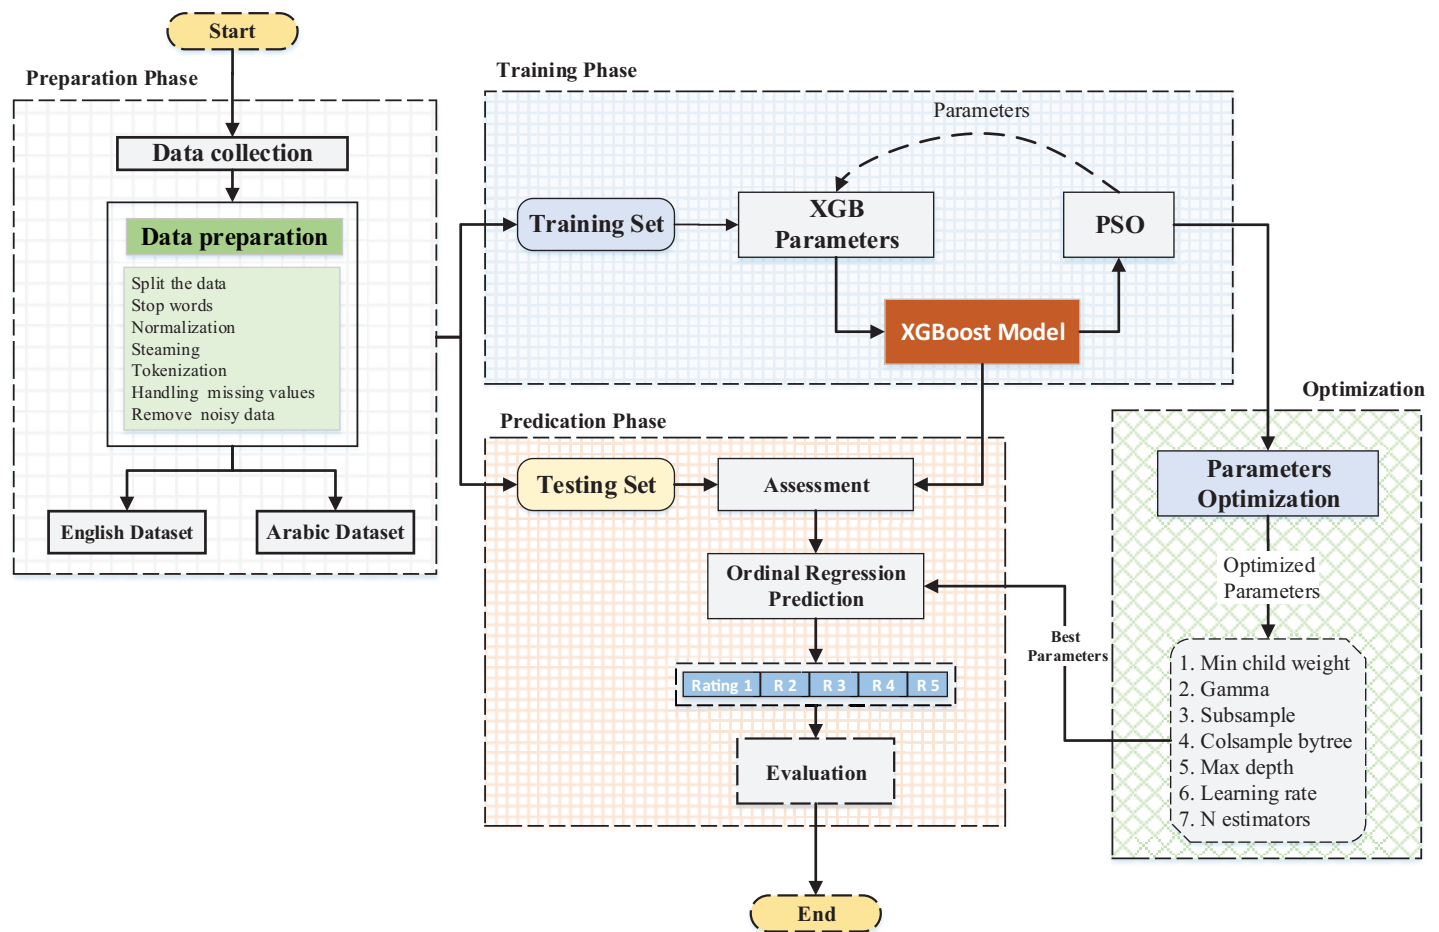 Start
Preparation Phase
Data collection
Data preparation
Split the data
Stop words
Normalization
Steaming
Tokenization
Handling missing values
Remove noisy data
English Dataset
Arabic Dataset
Training Phase
Parameters
Training Set
XGB
Parameters
PSO
XGBoost Model
Predication Phase
Testing Set
Assessment
Ordinal Regression
Prediction
Rating 1
R 2
R 3
R 4
R 5
Evaluation
End
Optimization
Parameters
Optimization
Optimized
Parameters
Best
Parameters
1. Min child weight
2. Gamma
3. Subsample
4. Colsample bytree
5. Max depth
6. Learning rate
7. N estimators